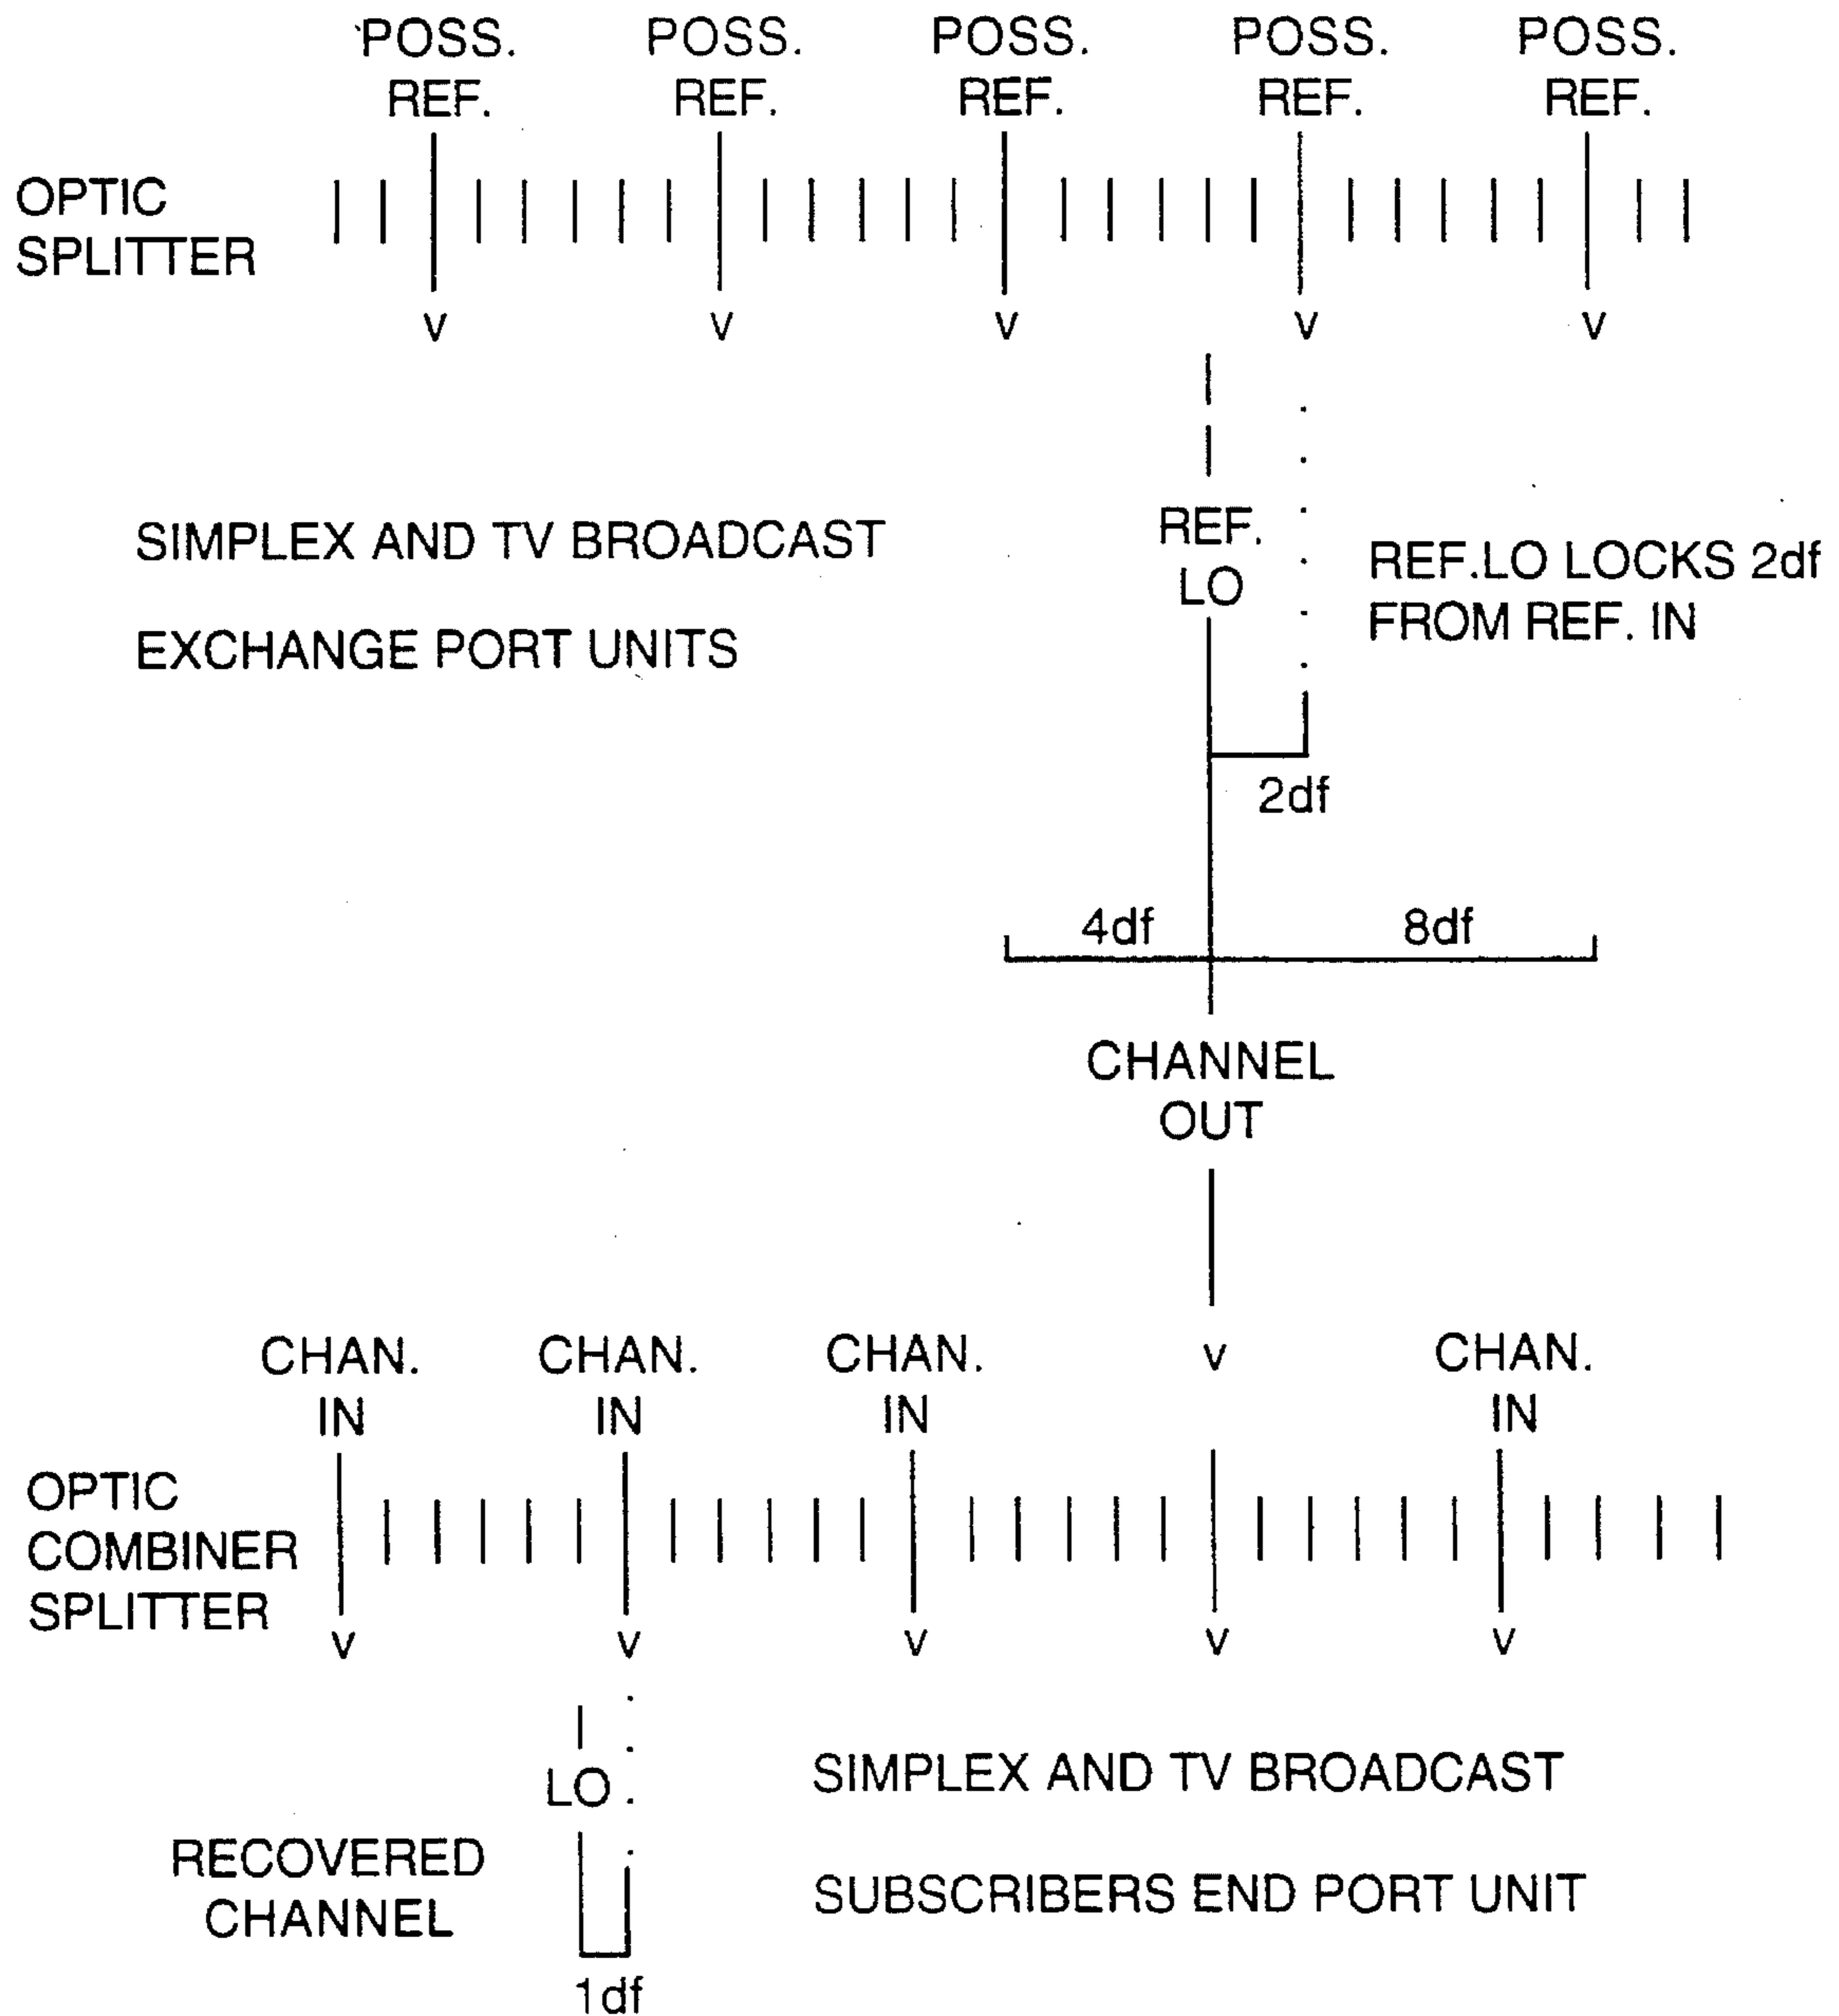 POSS. POSS. POSS. POSS. POSS.
REF. REF. REF. REF. REF.
OPTIC
SPLITTER
v v v v v
SIMPLEX AND TV BROADCAST
EXCHANGE PORT UNITS
REF.
LO
REF.LO LOCKS 2df
FROM REF. IN
2df
4df 8df
CHANNEL
OUT
CHAN. CHAN. CHAN. v CHAN.
IN IN IN IN
OPTIC
COMBINER
SPLITTER
v v v v v
LO
RECOVERED
CHANNEL
1df
SIMPLEX AND TV BROADCAST
SUBSCRIBERS END PORT UNIT